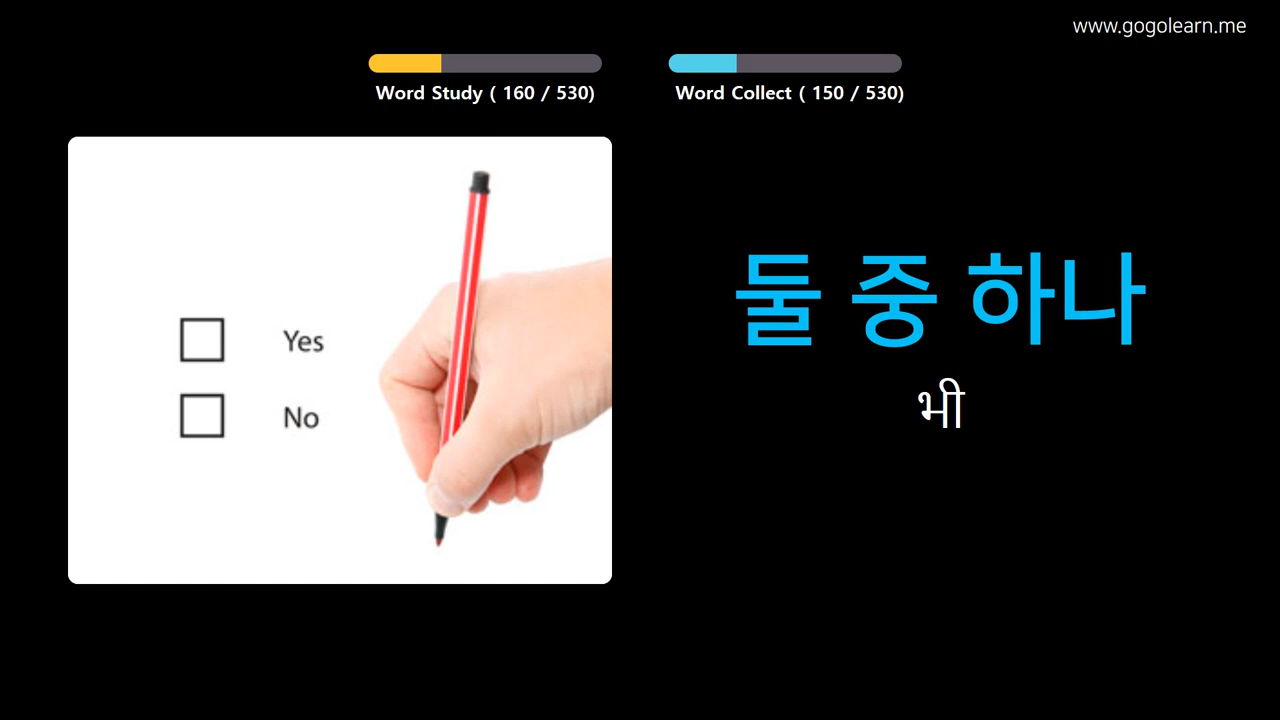 www.gogolearn.me
Word Study ( 160 / 530)
Word Collect ( 150 / 530)
Yes
No
둘 중 하나
भी